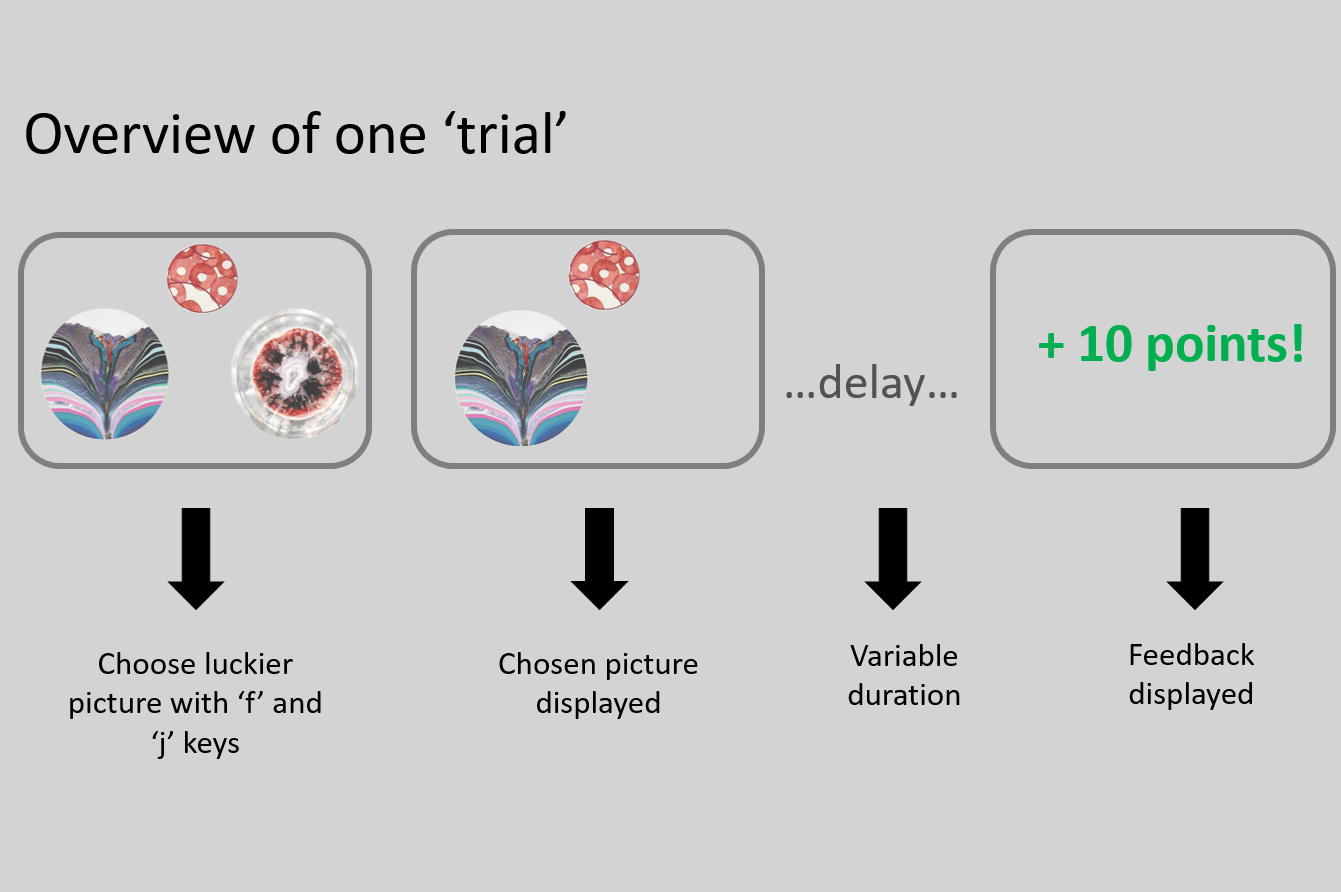 Overview of one ‘trial’
…delay…
+ 10 points!
Choose luckier
picture with ‘f’ and
‘j’ keys
Chosen picture
displayed
Variable
duration
Feedback
displayed